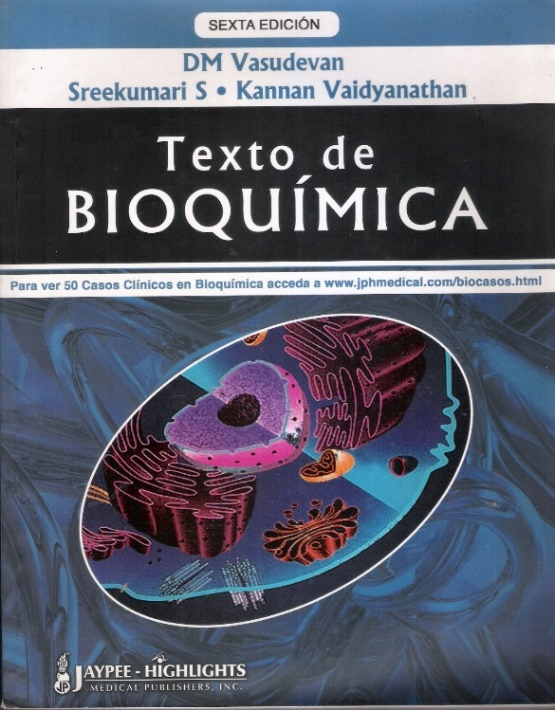 SEXTA EDICIÓN
DM Vasudevan
Sreekumari S • Kannan Vaidyanathan
Texto de
BIOQUÍMICA
Para ver 50 Casos Clínicos en Bioquímica acceda a www.jphmedical.com/biocasos.html
JAYPEE - HIGHLIGHTS
MEDICAL PUBLISHERS, INC.
JP